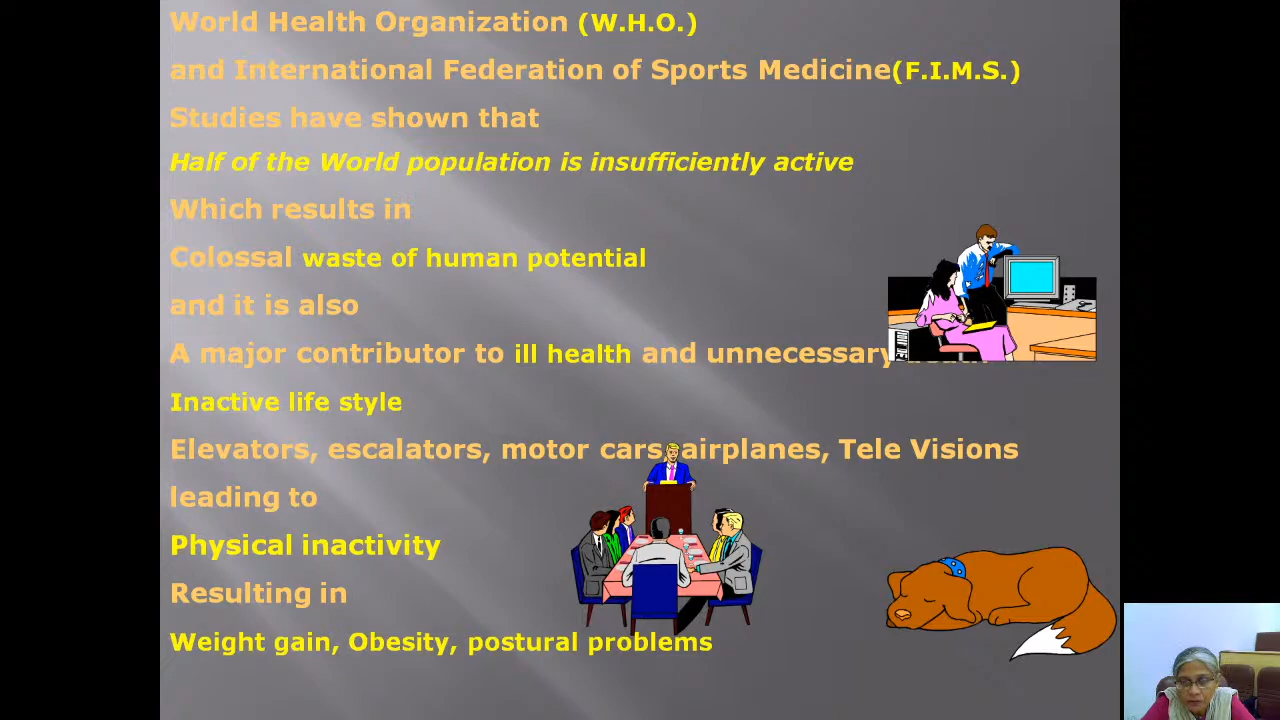 World Health Organization (W.H.O.)
and International Federation of Sports Medicine(F.I.M.S.)
Studies have shown that
Half of the World population is insufficiently active
Which results in
Colossal waste of human potential
and it is also
A major contributor to ill health and unnecessary
Inactive life style
Elevators, escalators, motor cars, airplanes, Tele Visions
leading to
Physical inactivity
Resulting in
Weight gain, Obesity, postural problems